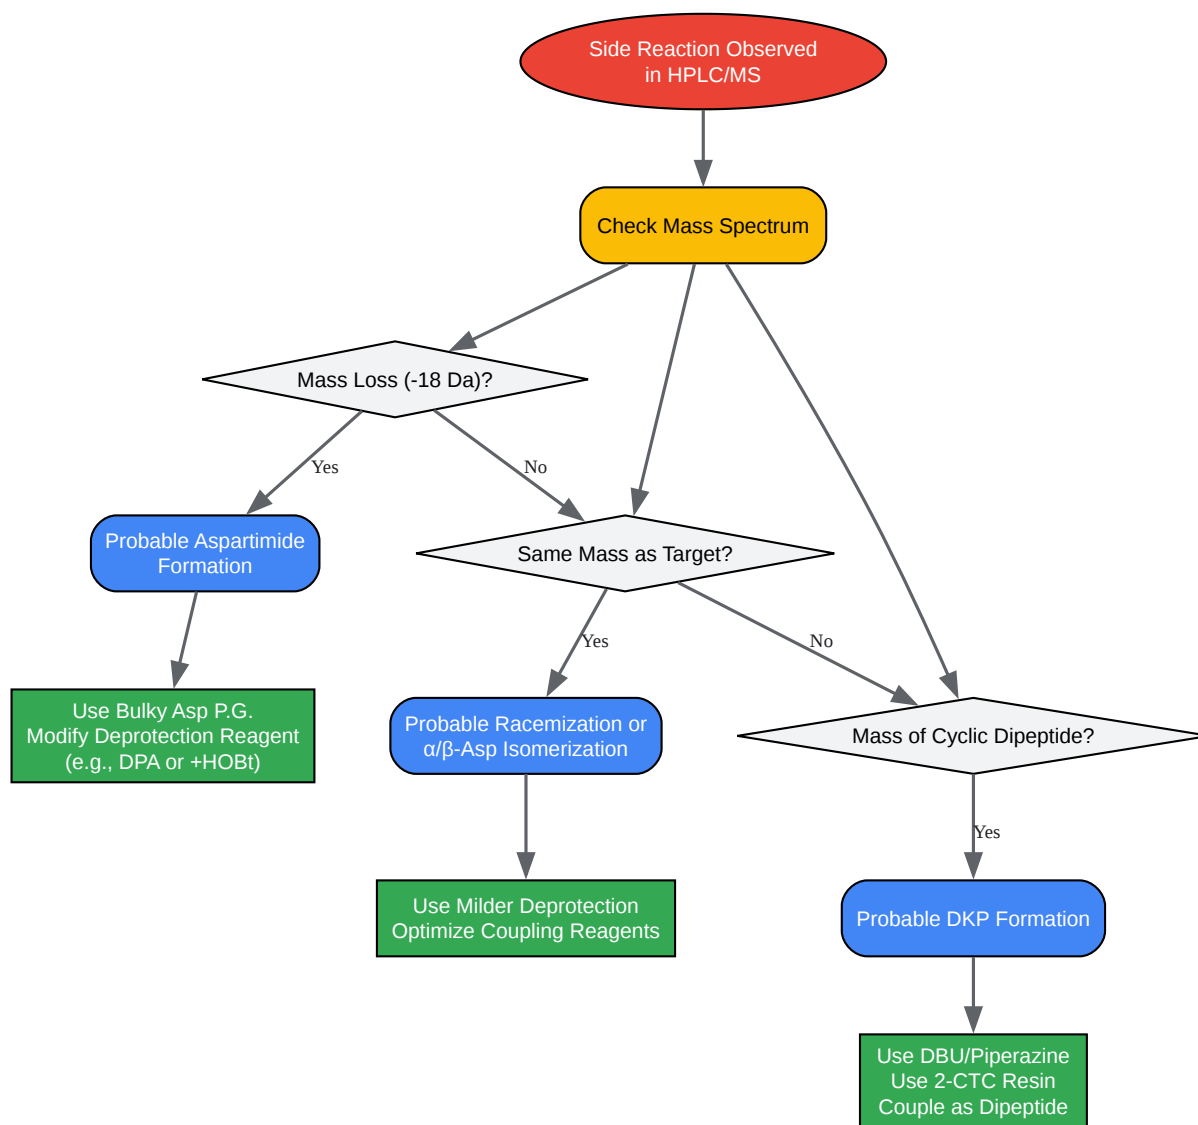 Side Reaction Observed
in HPLC/MS
Check Mass Spectrum
Mass Loss (-18 Da)?
Yes
No
Probable Aspartimide
Formation
Same Mass as Target?
Yes
No
Use Bulky Asp P.G.
Modify Deprotection Reagent
(e.g., DPA or +HOBt)
Probable Racemization or
α/β-Asp Isomerization
Mass of Cyclic Dipeptide?
Yes
Use Milder Deprotection
Optimize Coupling Reagents
Probable DKP Formation
Use DBU/Piperazine
Use 2-CTC Resin
Couple as Dipeptide